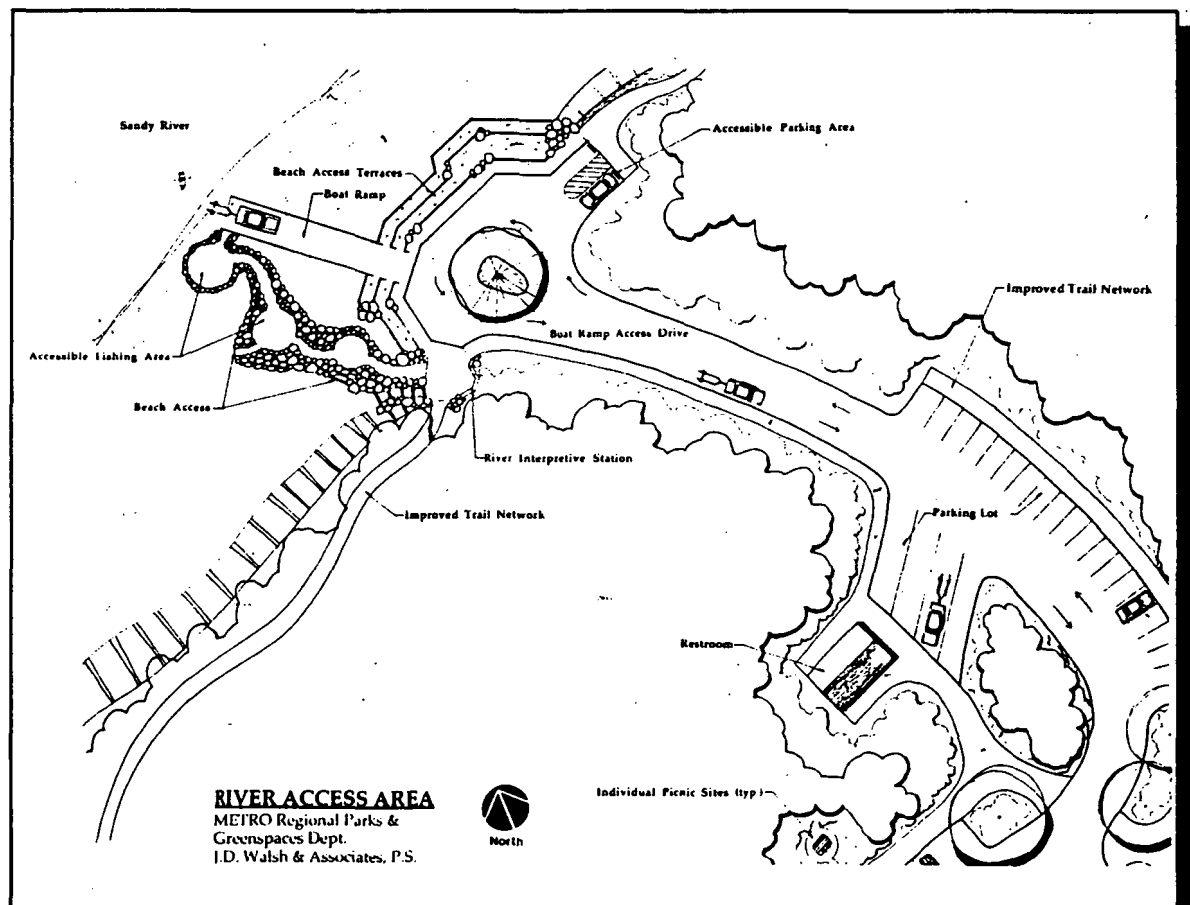 Sandy River
Accessible Parking Area
Beach Access Terraces
Boat Ramp
Improved Trail Network
Boat Ramp Access Drive
Accessible Fishing Area
Beach Access
River Interpretive Station
Improved Trail Network
Parking Lot
Restroom
Individual Picnic Sites (typ)
RIVER ACCESS AREA
METRO Regional Parks &
Greenspaces Dept.
J.D. Walsh & Associates, P.S.
North